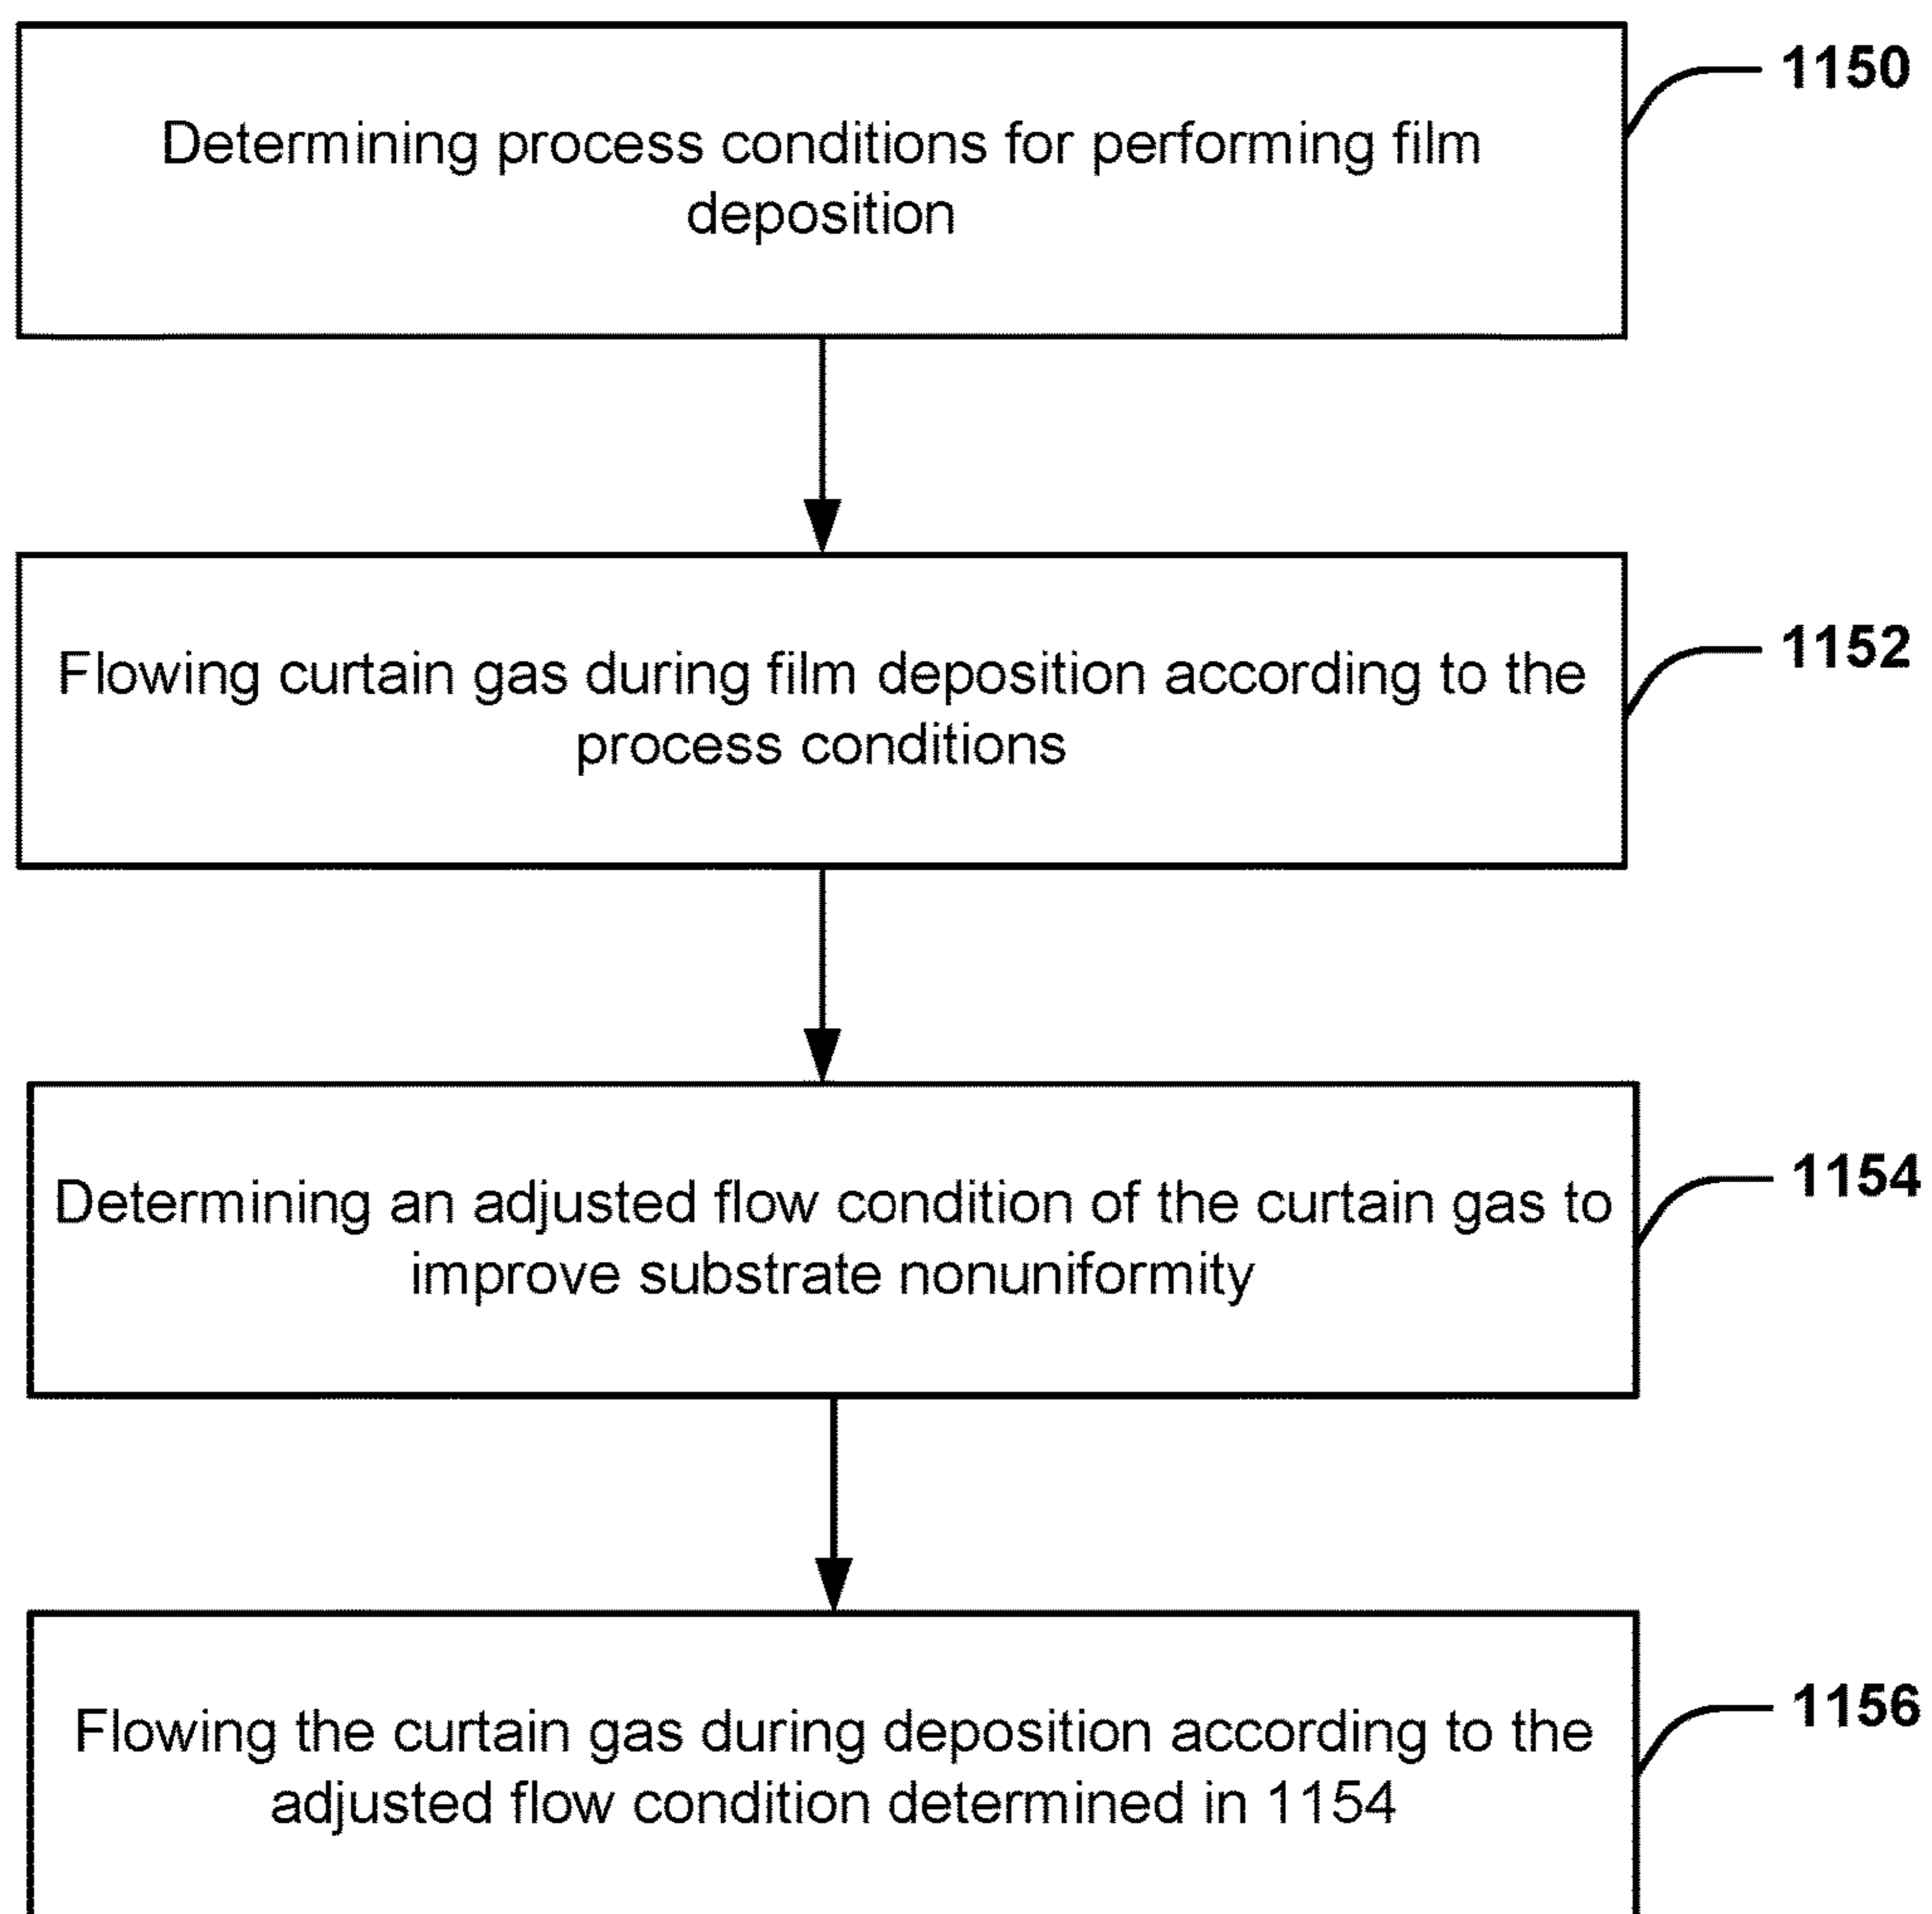 1150
Determining process conditions for performing film
deposition
1152
Flowing curtain gas during film deposition according to the
process conditions
1154
Determining an adjusted flow condition of the curtain gas to
improve substrate nonuniformity
1156
Flowing the curtain gas during deposition according to the
adjusted flow condition determined in 1154